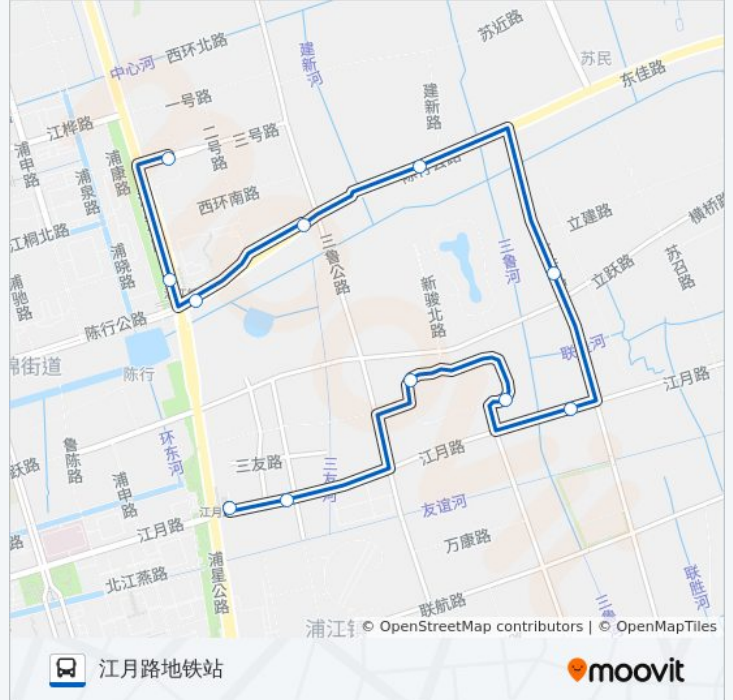 苏近路
西环北路
建新河
苏民
中心河
东佳路
一号路
建新路
江桦路
二号路
三号路
浦申路
浦康路
浦泉路
西环南路
立建路
横桥路
江桐北路
浦晓路
三鲁公路
三鲁河
苏召路
立跃路
浦驰路
新骏北路
陈行公路
锦街道
陈行
江月路
环东河
鲁陈路
三友路
江月路
跃路
三友河
浦申路
友谊河
江月
江月路
路
万康路
北江燕路
浦星公路
联航路
联胜河
浦江镇
© OpenStreetMap contributors | © OpenMapTiles
江月路地铁站
moovit